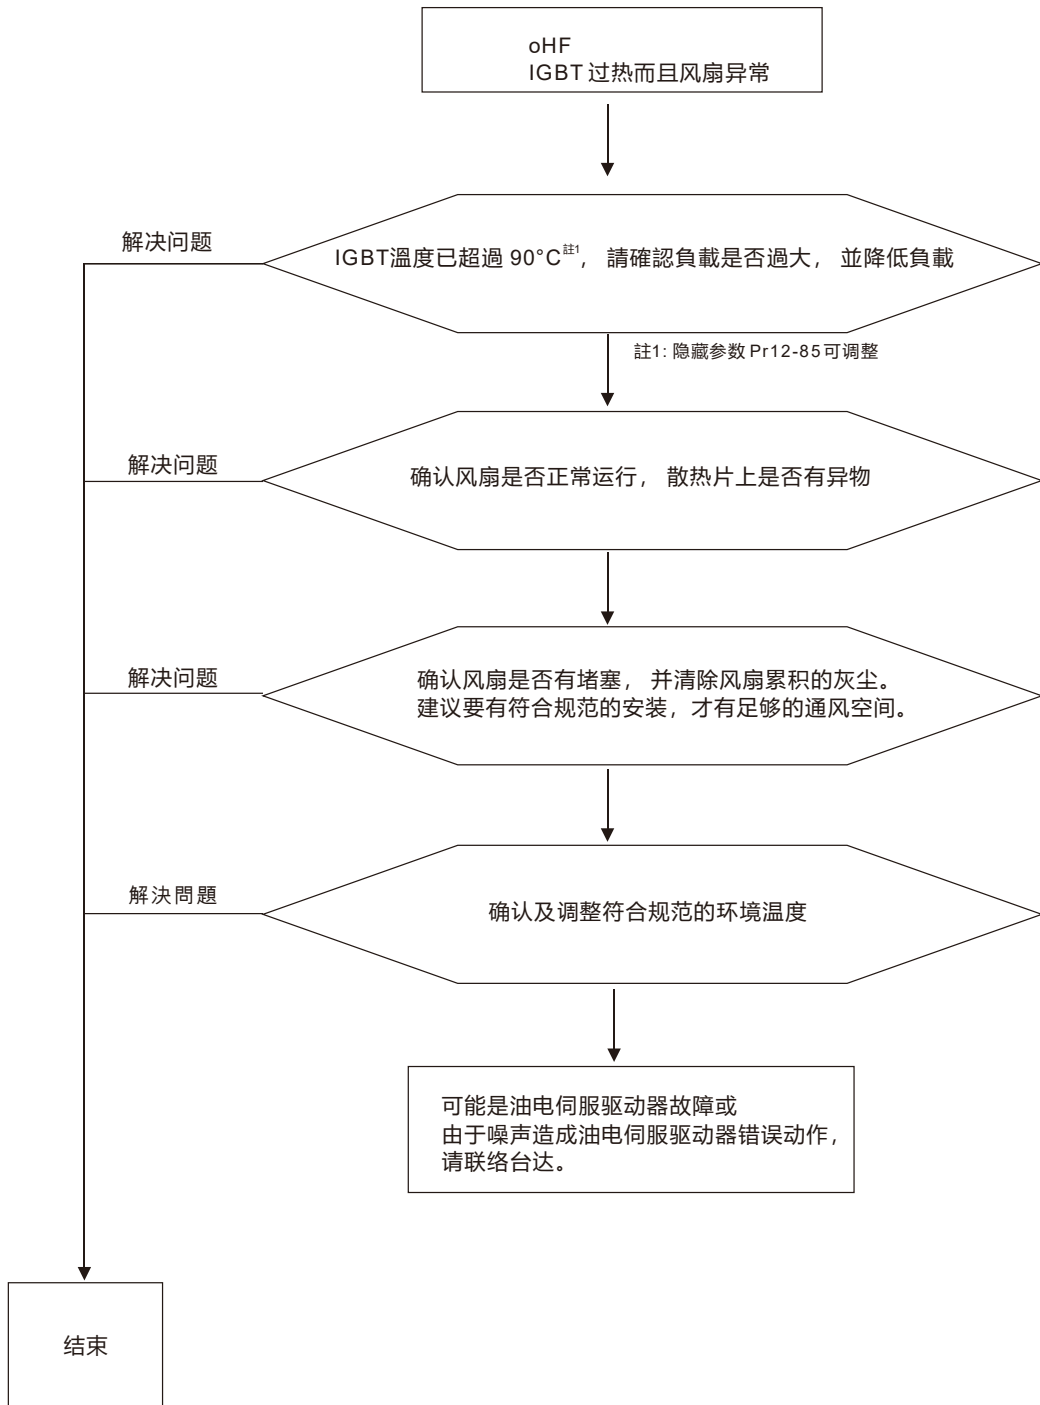 oHF
IGBT 过热而且风扇异常
解决问题
IGBT溫度已超過 90°C註1， 請確認負載是否過大， 並降低負載
註1: 隐藏参数 Pr12-85可调整
解决问题
确认风扇是否正常运行， 散热片上是否有异物
解决问题
确认风扇是否有堵塞， 并清除风扇累积的灰尘。
建议要有符合规范的安装，才有足够的通风空间。
解決問題
确认及调整符合规范的环境温度
可能是油电伺服驱动器故障或
由于噪声造成油电伺服驱动器错误动作，
请联络台达。
结束